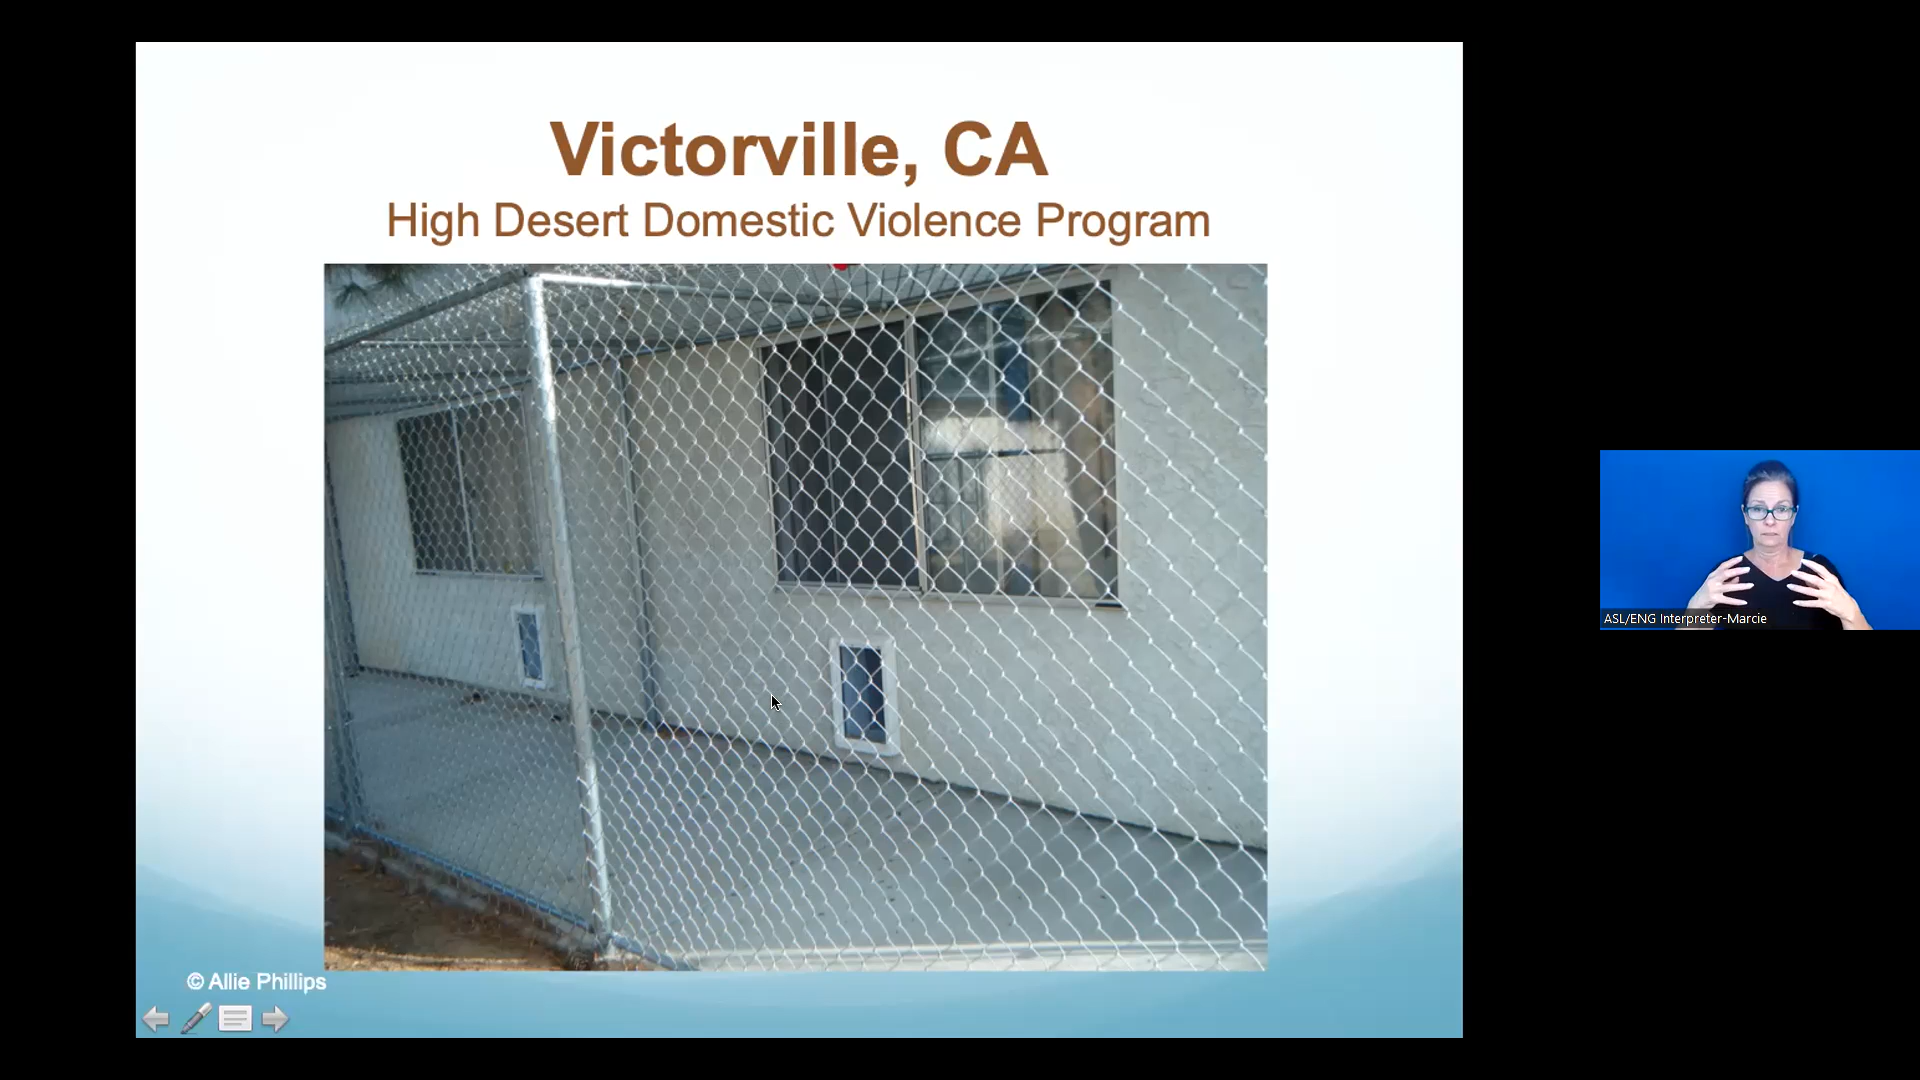 Victorville, CA
High Desert Domestic Violence Program
© Allie Phillips
ASL/ENG Interpreter-Marcie